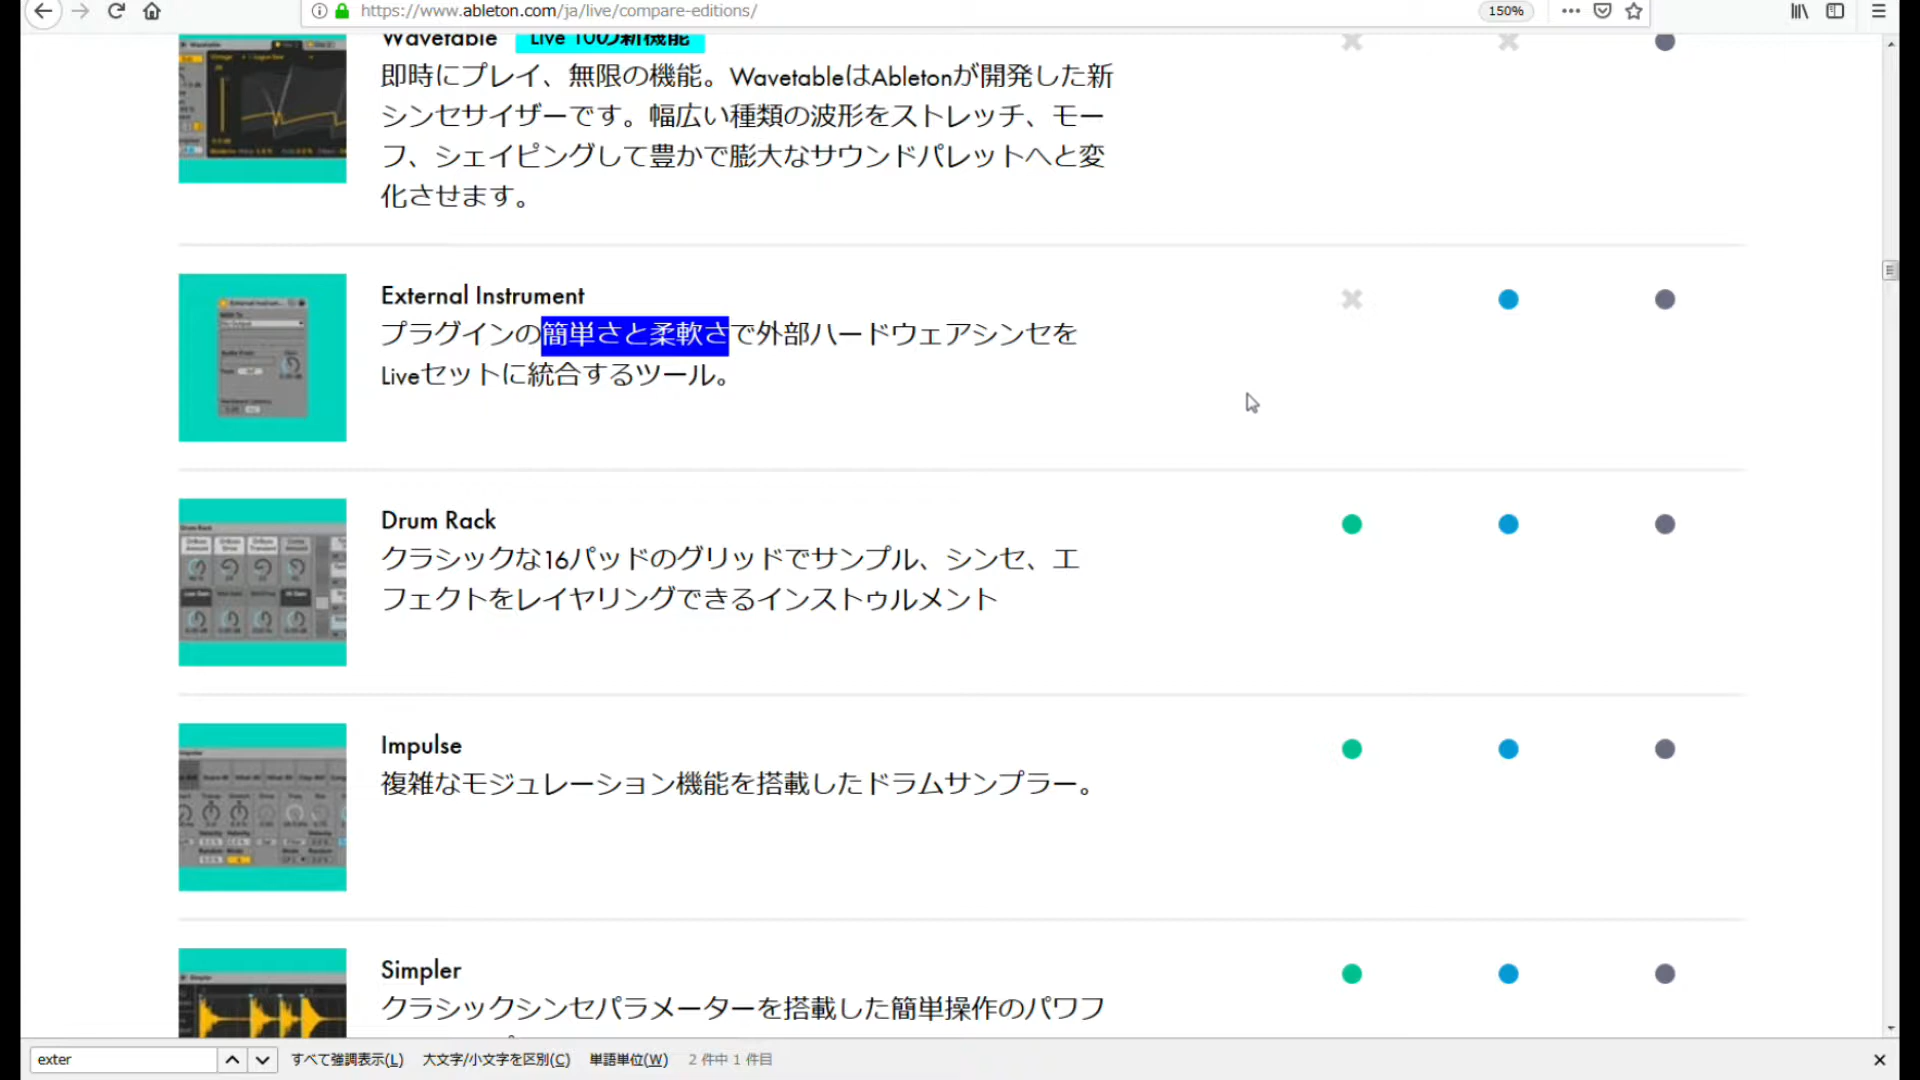 https://www.ableton.com/ja/live/compare-editions/
150%
Wavetable Live 10の新機能
即時にプレイ、無限の機能。WavetableはAbletonが開発した新
シンセサイザーです。幅広い種類の波形をストレッチ、モー
フ、シェイピングして豊かで膨大なサウンドパレットへと変
化させます。
External Instrument
プラグインの簡単さと柔軟さで外部ハードウェアシンセを
Liveセットに統合するツール。
Drum Rack
クラシックな16パッドのグリッドでサンプル、シンセ、エ
フェクトをレイヤリングできるインストゥルメント
Impulse
複雑なモジュレーション機能を搭載したドラムサンプラー。
Simpler
クラシックシンセパラメーターを搭載した簡単操作のパワフ
exter
すべて強調表示(L) 大文字/小文字を区別(C) 単語単位(W) 2 件中 1 件目